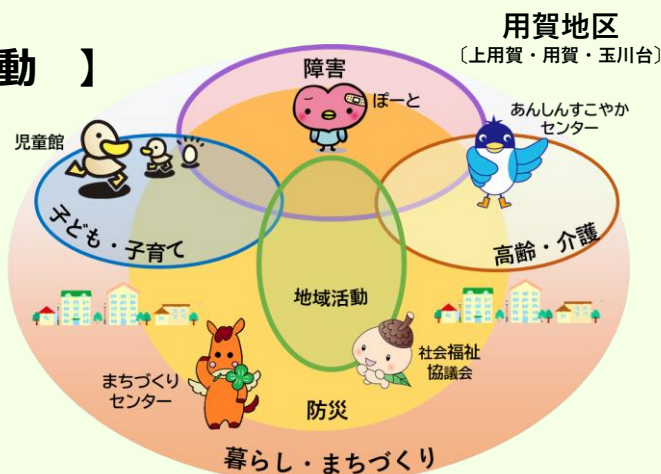 動 】
用賀地区
〔上用賀・用賀・玉川台〕
障害
ぽーと
あんしんすこやか
センター
児童館
子ども・子育て
高齢・介護
地域活動
社会福祉
協議会
まちづくり
センター
防災
暮らし・まちづくり